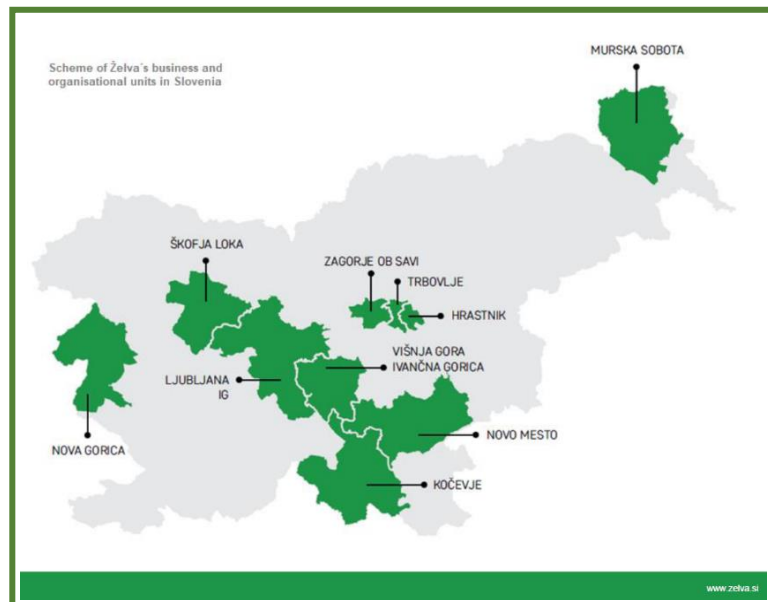 Scheme of Želva´s business and
organisational units in Slovenia
MURSKA SOBOTA
ŠKOFJA LOKA
ZAGORJE OB SAVI
TRBOVLJE
HRASTNIK
VIŠNJA GORA
IVANČNA GORICA
LJUBLJANA
IG
NOVO MESTO
NOVA GORICA
KOČEVJE
www.zelva.si